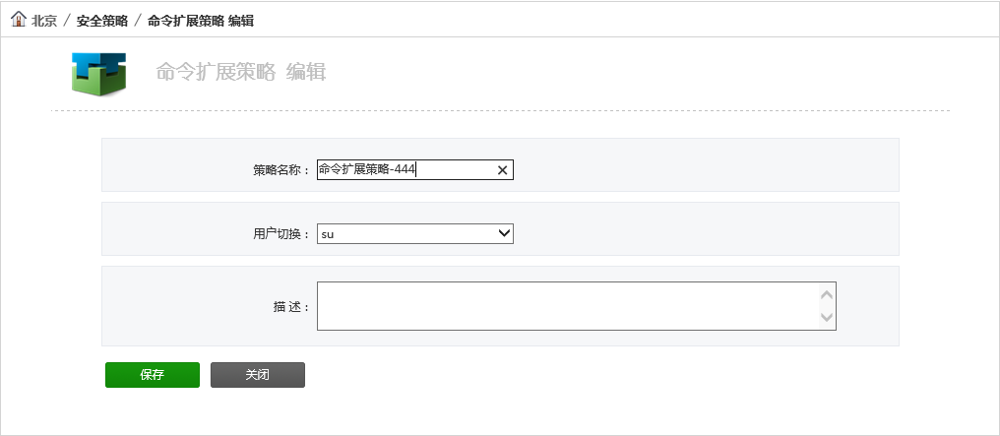 北京 / 安全策略 / 命令扩展策略 编辑
命令扩展策略 编辑
策略名称： 命令扩展策略-444
用户切换： su
描 述：
保存 关闭